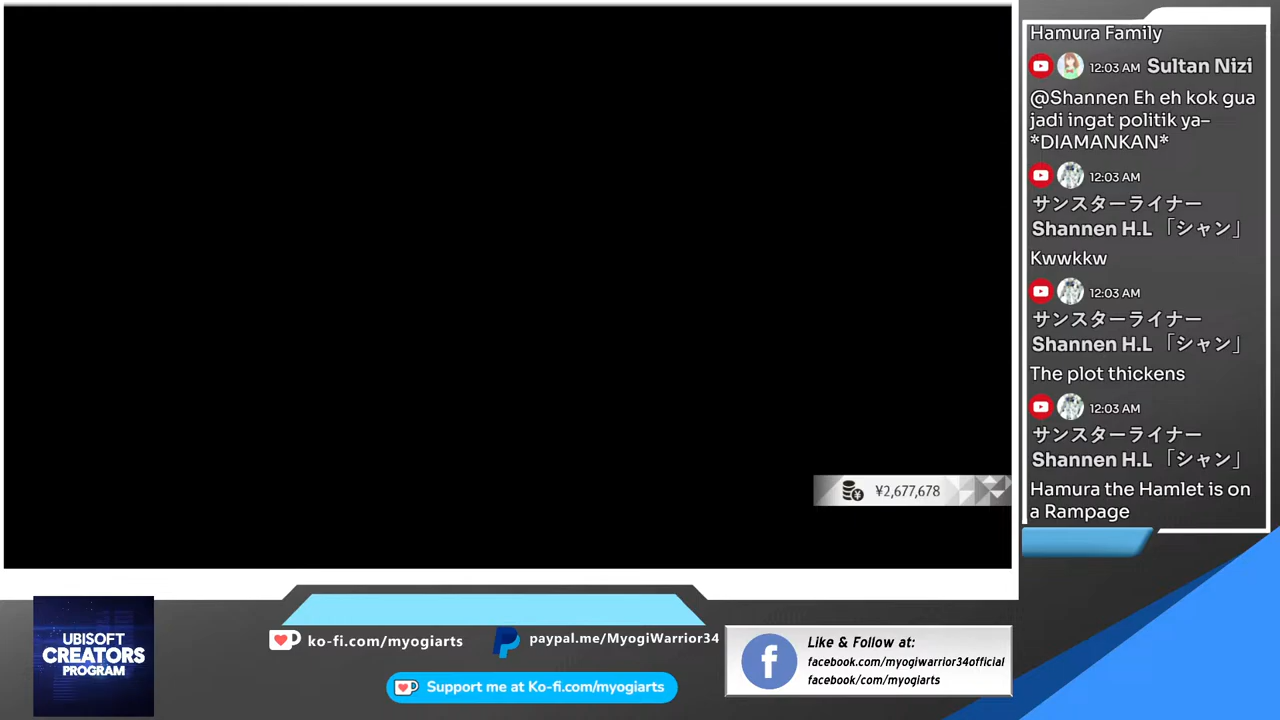 Hamura Family
12:03 AM Sultan Nizi
@Shannen Eh eh kok gua
jadi ingat politik ya–
*DIAMANKAN*
12:03 AM
サンスターライナー
Shannen H.L「シャン」
Kwwkkw
12:03 AM
サンスターライナー
Shannen H.L「シャン」
The plot thickens
12:03 AM
サンスターライナー
Shannen H.L「シャン」
Hamura the Hamlet is on
a Rampage
¥2,677,678
UBISOFT
CREATORS
PROGRAM
ko-fi.com/myogiarts
paypal.me/MyogiWarrior34
Support me at Ko-fi.com/myogiarts
Like & Follow at:
facebook.com/myogiwarrior34official
facebook/com/myogiarts